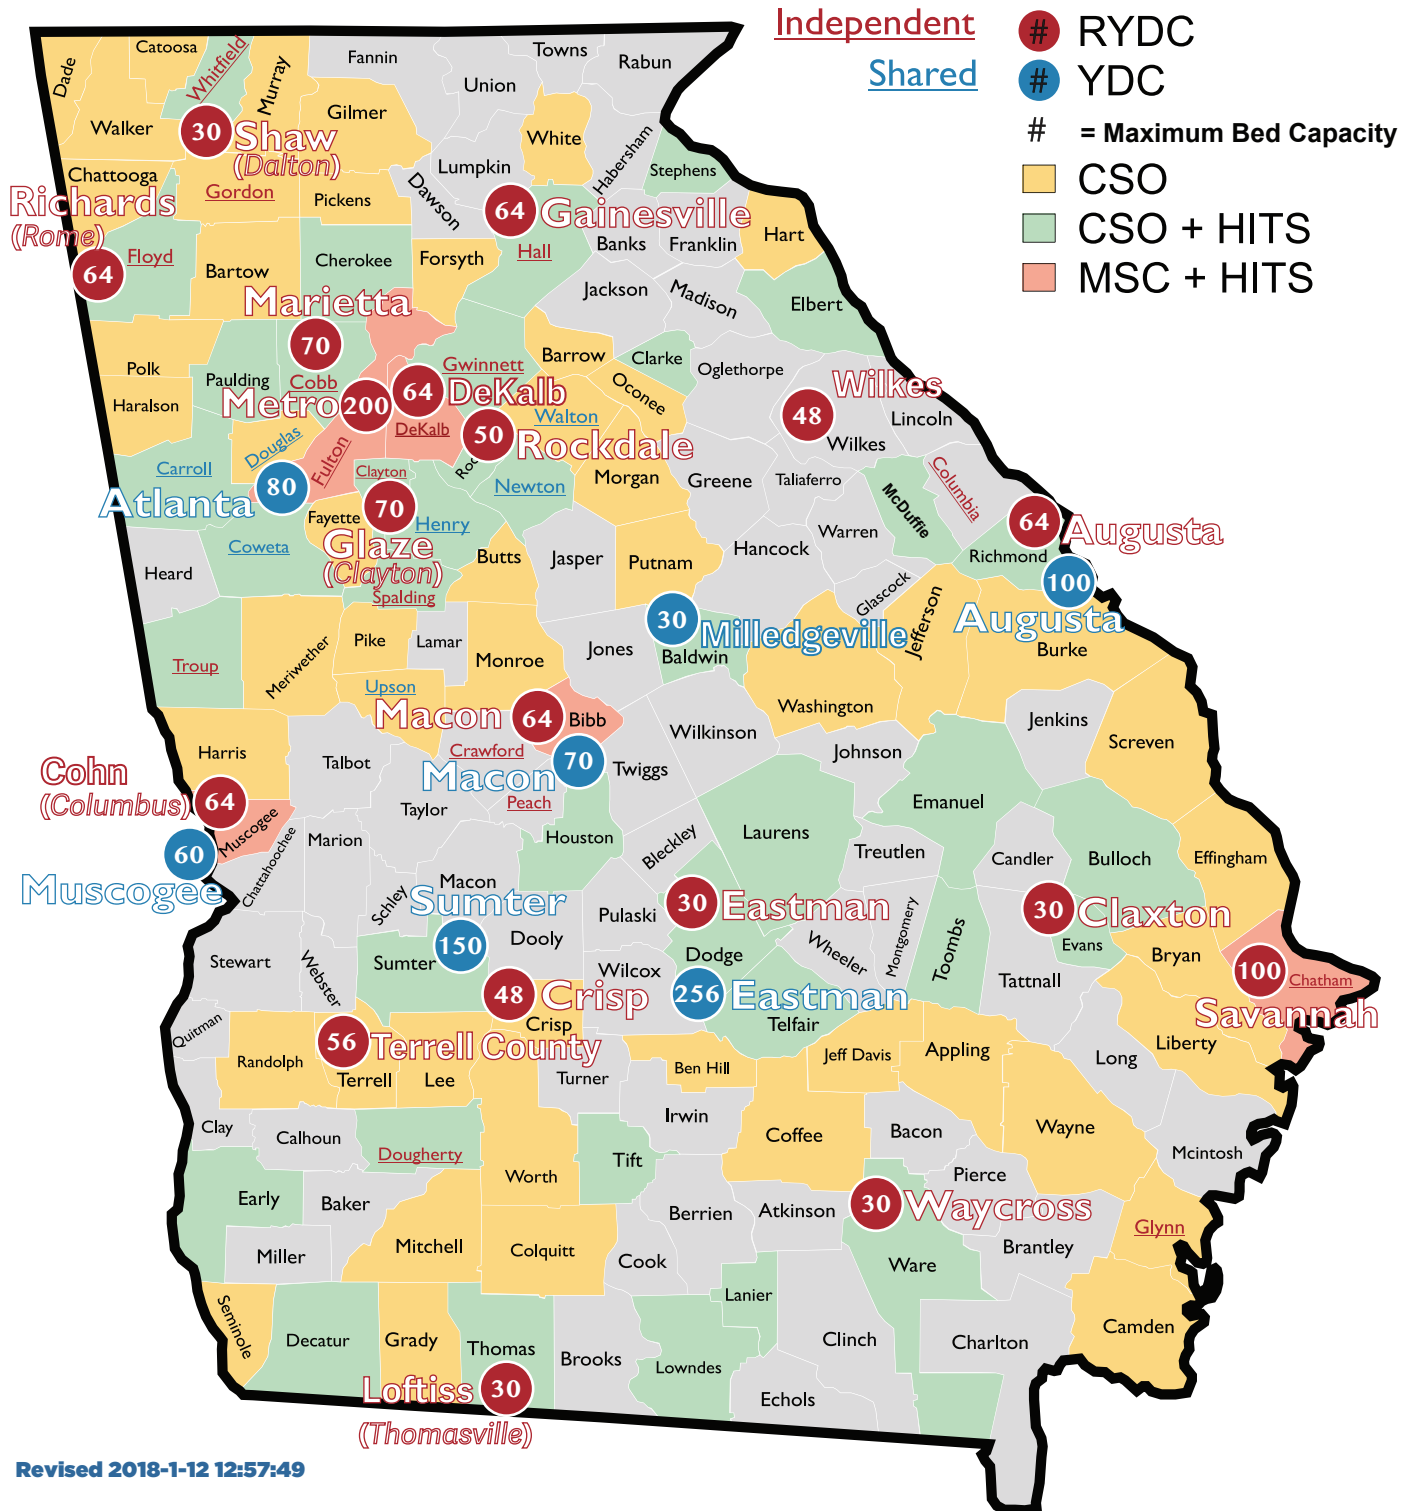 Independent
Shared
# RYDC
# YDC
# = Maximum Bed Capacity
CSO
CSO + HITS
MSC + HITS
Dade
Catoosa
Whitfield
Murray
Fannin
Towns
Rabun
Union
Walker
Gilmer
White
Habersham
30
Shaw
(Dalton)
Lumpkin
Stephens
Chattooga
Gordon
Pickens
Dawson
Richards
(Rome)
64
Floyd
64
Gainesville
Hall
Banks
Franklin
Hart
Bartow
Cherokee
Forsyth
Jackson
Madison
Elbert
Marietta
70
Polk
Paulding
Cobb
Gwinnett
Barrow
Clarke
Oglethorpe
Haralson
Metro
200
64
DeKalb
DeKalb
Oconee
Walton
Wilkes
48
Wilkes
Lincoln
Douglas
Fulton
50
Rockdale
Roc
Carroll
Atlanta
80
Clayton
70
Henry
Newton
Morgan
Greene
Taliaferro
McDuffie
Columbia
Fayette
Glaze
(Clayton)
Coweta
Heard
Butts
Jasper
Putnam
Hancock
Warren
64
Augusta
Richmond
100
Augusta
Glascock
Jefferson
Spalding
30
Milledgeville
Baldwin
Burke
Troup
Meriwether
Pike
Lamar
Monroe
Jones
Upson
Washington
Macon
64
Bibb
Wilkinson
Jenkins
Screven
Harris
Talbot
Crawford
Macon
70
Twiggs
Johnson
Cohn
(Columbus)
64
Taylor
Peach
Emanuel
60
Muscogee
Muscogee
Chattahoochee
Marion
Houston
Bleckley
Laurens
Treutlen
Candler
Bulloch
Effingham
Schley
Macon
Sumter
150
Sumter
Dooly
Pulaski
30
Eastman
Montgomery
30
Claxton
Evans
Stewart
Webster
Wilcox
Dodge
Wheeler
Toombs
Tattnall
Bryan
100
Chatham
Savannah
48
Crisp
Crisp
256
Eastman
Telfair
Quitman
Randolph
56
Terrell County
Terrell
Lee
Turner
Ben Hill
Jeff Davis
Appling
Long
Liberty
Clay
Calhoun
Irwin
Coffee
Bacon
Wayne
Mcintosh
Dougherty
Worth
Tift
Early
Baker
Pierce
Berrien
Atkinson
30
Waycross
Glynn
Miller
Mitchell
Colquitt
Cook
Ware
Brantley
Lanier
Seminole
Decatur
Grady
Thomas
Brooks
Lowndes
Clinch
Charlton
Camden
Echols
Loftiss
30
(Thomasville)
Revised 2018-1-12 12:57:49